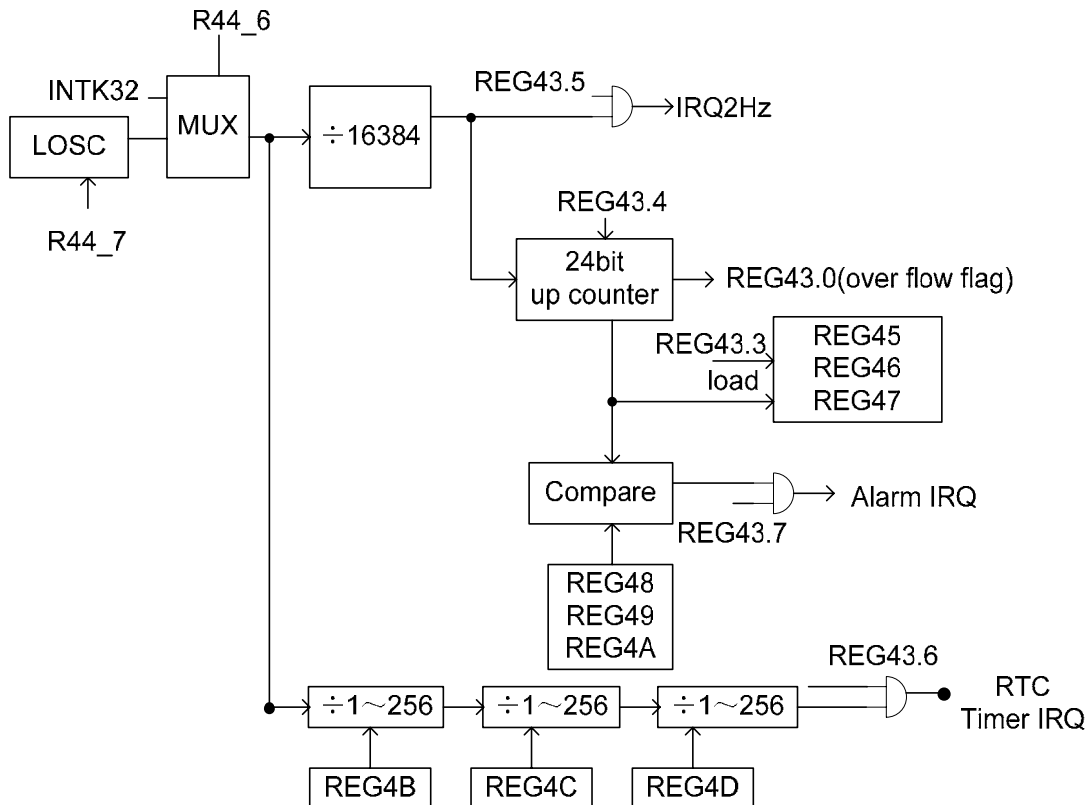 R44_6
INTK32
MUX
LOSC
R44_7
÷16384
REG43.5
IRQ2Hz
REG43.4
24bit
up counter
REG43.0(over flow flag)
REG43.3
load
REG45
REG46
REG47
Compare
REG43.7
Alarm IRQ
REG48
REG49
REG4A
REG43.6
RTC
Timer IRQ
÷1～256
÷1～256
÷1～256
REG4B
REG4C
REG4D